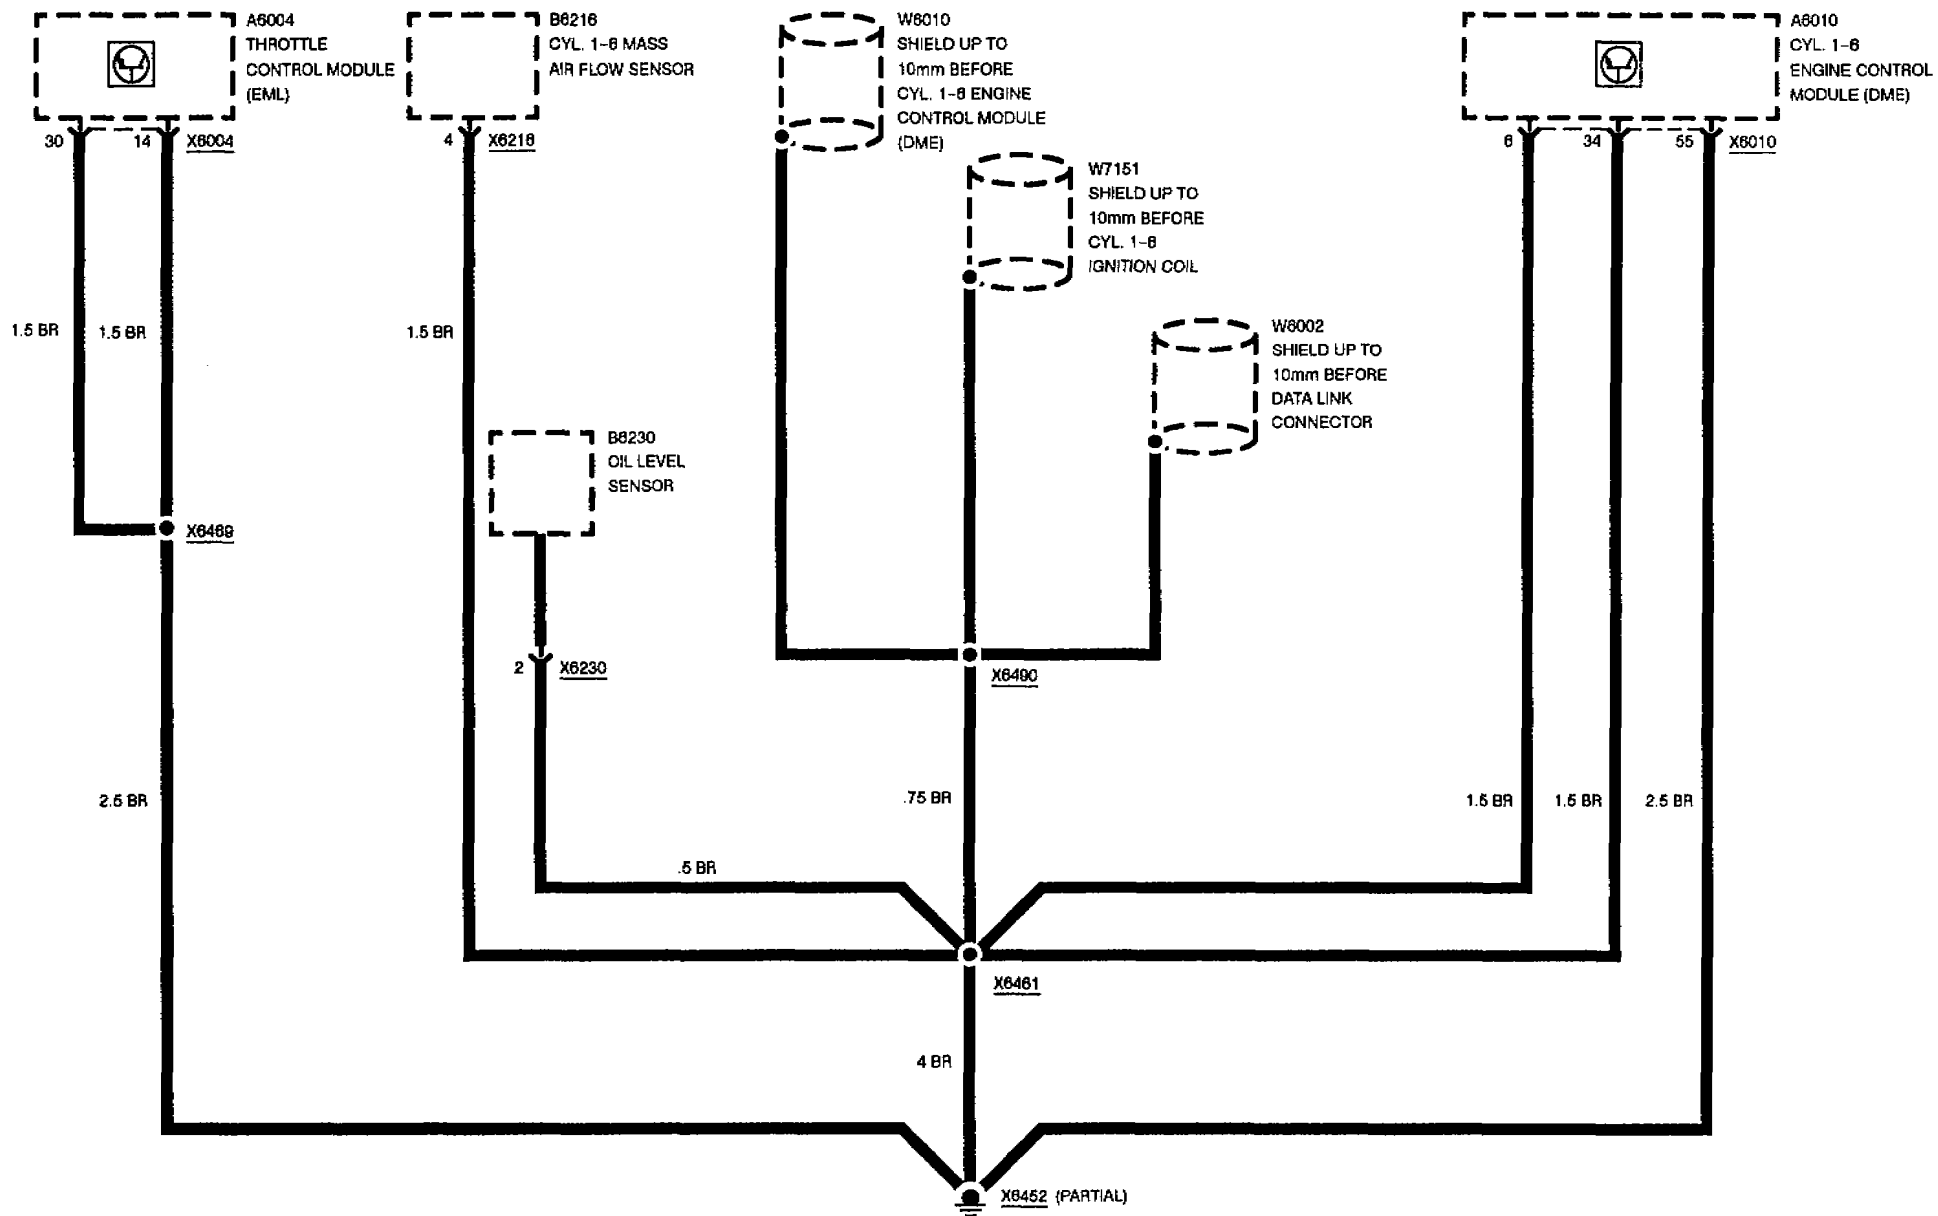 A6004
THROTTLE
CONTROL MODULE
(EML)
B6216
CYL. 1-6 MASS
AIR FLOW SENSOR
W6010
SHIELD UP TO
10mm BEFORE
CYL. 1-6 ENGINE
CONTROL MODULE
(DME)
A6010
CYL. 1-6
ENGINE CONTROL
MODULE (DME)
30
14
X6004
4
X6216
6
34
55
X6010
W7151
SHIELD UP TO
10mm BEFORE
CYL. 1-6
IGNITION COIL
W6002
SHIELD UP TO
10mm BEFORE
DATA LINK
CONNECTOR
1.5 BR
1.5 BR
1.5 BR
B6230
OIL LEVEL
SENSOR
X6469
2
X6230
X6490
2.5 BR
.75 BR
1.5 BR
1.5 BR
2.5 BR
.5 BR
X6461
4 BR
X6452 (PARTIAL)